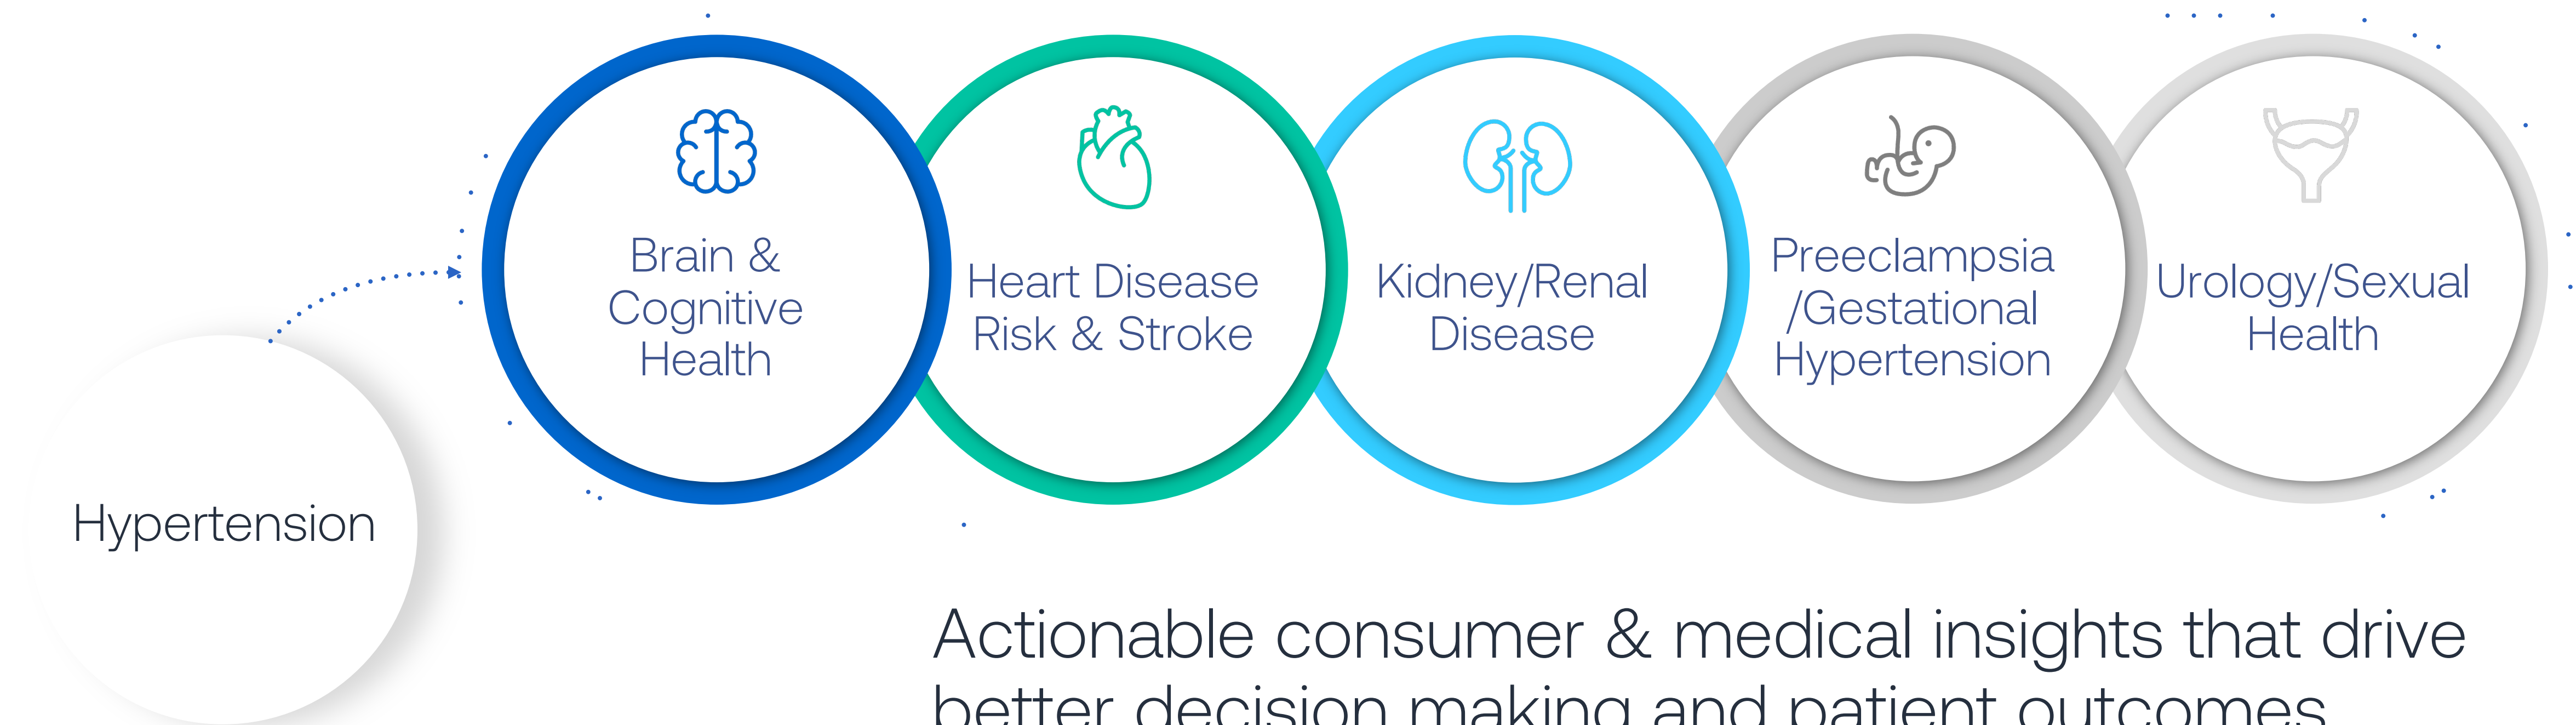 Hypertension
Brain &
Cognitive
Health
Heart Disease
Risk & Stroke
Kidney/Renal
Disease
Preeclampsia
/Gestational
Hypertension
Urology/Sexual
Health
Actionable consumer & medical insights that drive
better decision making and patient outcomes